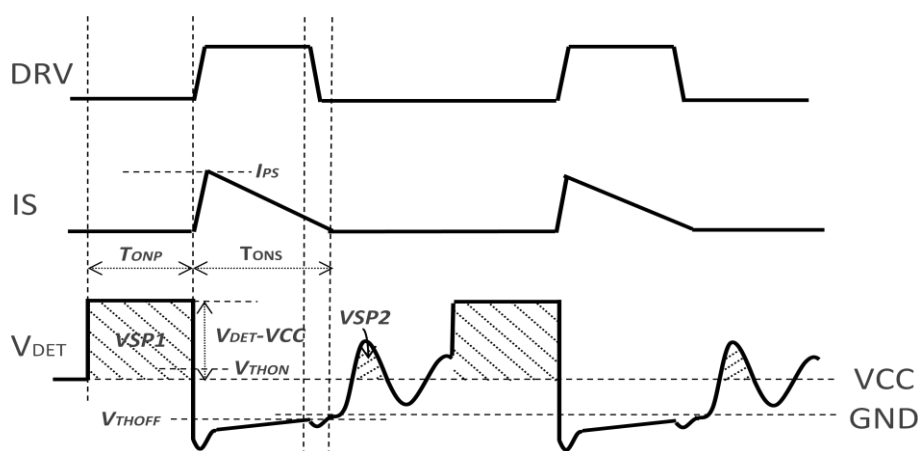 DRV
IPS
IS
TONP
TONS
VSP1
VDET-VCC
VSP2
VDET
VTHON
VCC
VTHOFF
GND